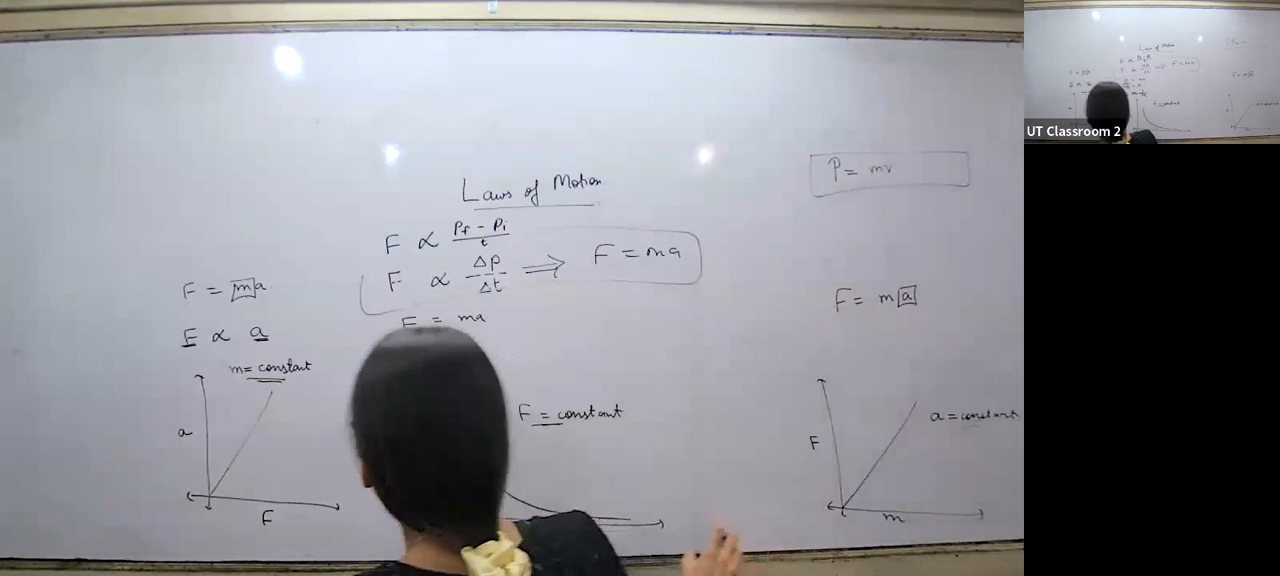 P = mv
Laws of Motion
F ∝ Pf - Pi / t
F ∝ Δp / Δt ⟹ F = ma
F = ma
F = ma
F ∝ a
m = constant
a
F
F = constant
F = ma
a = constant
F
m
UT Classroom 2